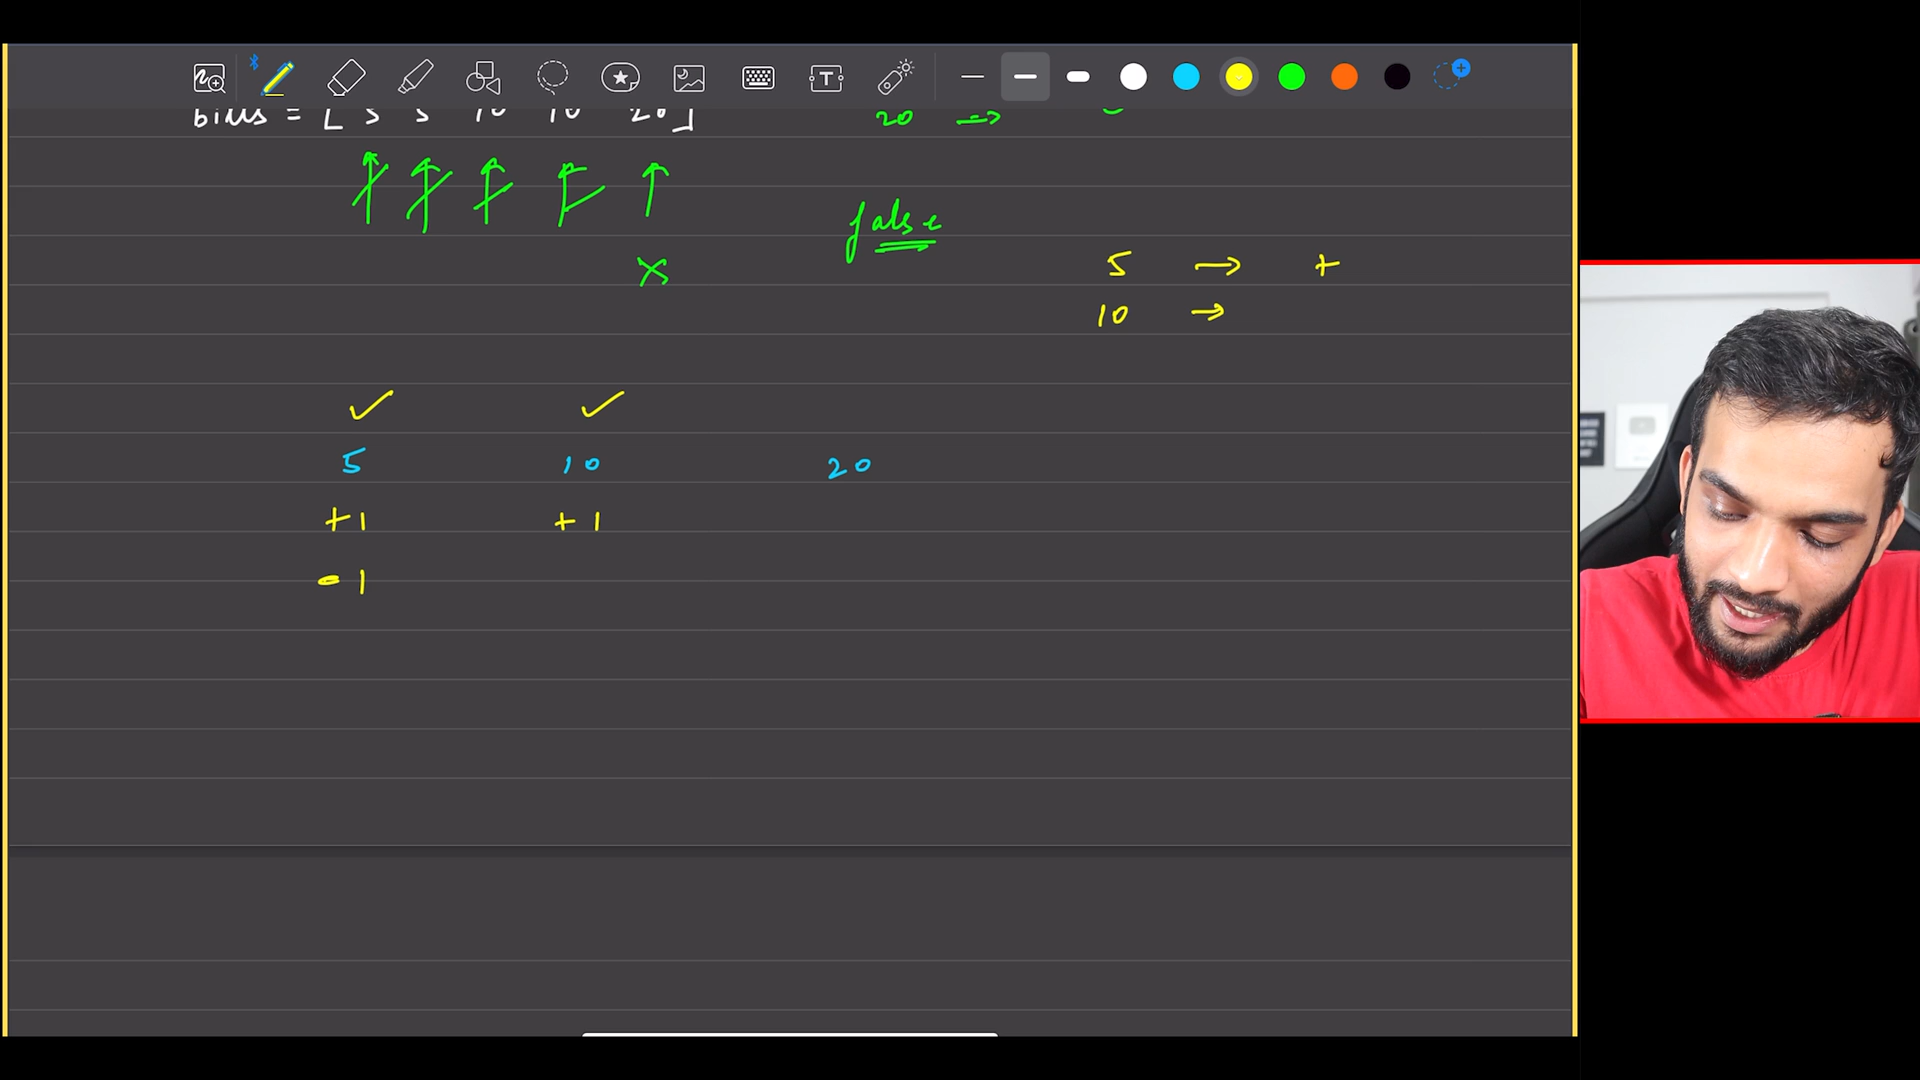 bills = [ 5 5 10 10 20 ]
20 →
false
×
5 → +
10 →
✓ ✓
5 10 20
+1 +1
-1